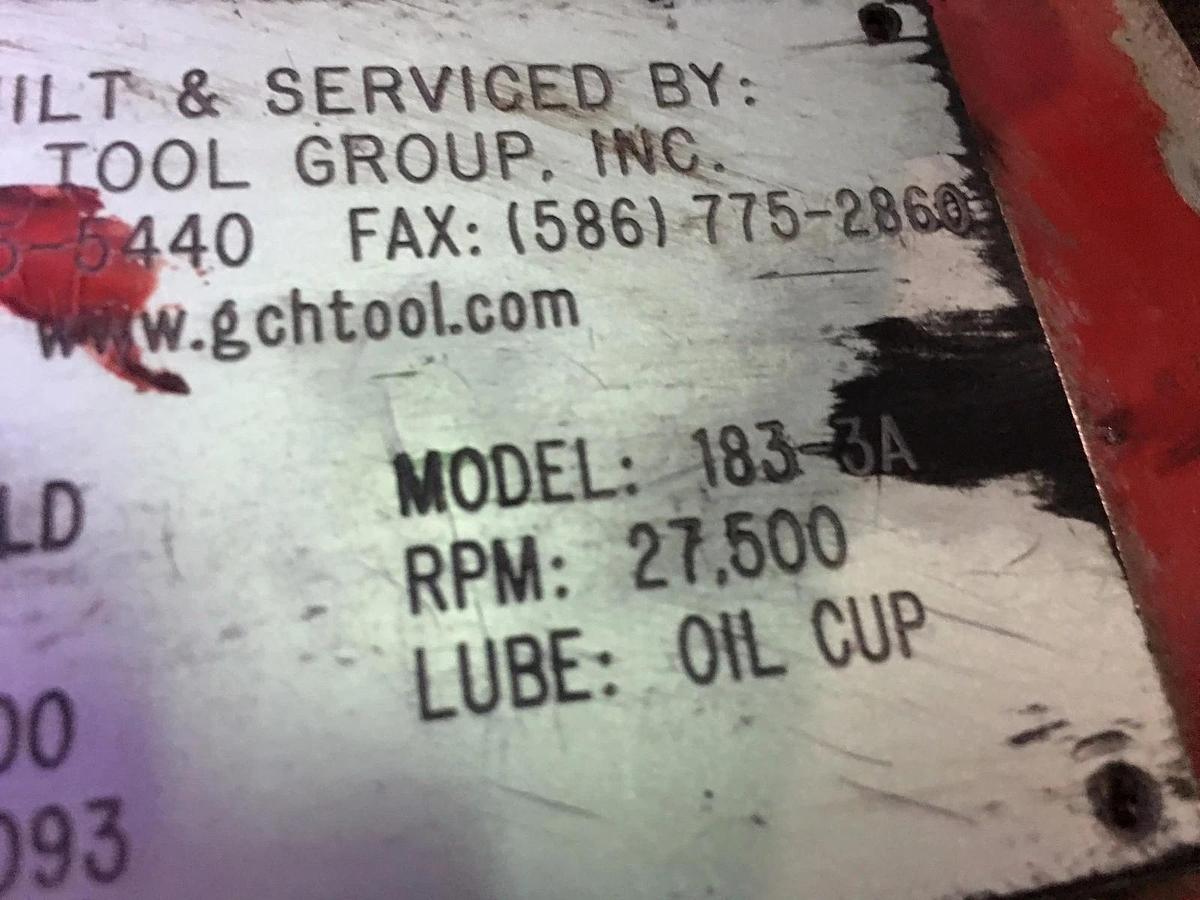 ILT & SERVICED BY:
TOOL GROUP, INC.
5-5440 FAX: (586) 775-2860
www.gchtool.com
LD
MODEL: 183-3A
RPM: 27,500
LUBE: OIL CUP
00
093